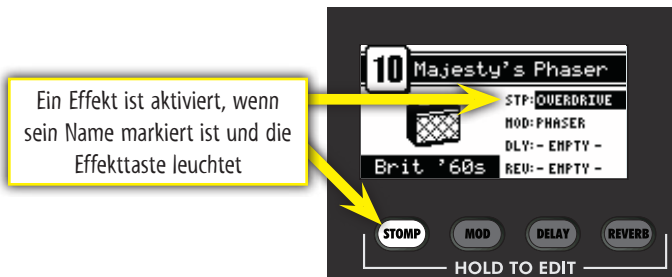 Ein Effekt ist aktiviert, wenn
sein Name markiert ist und die
Effekttaste leuchtet
10 Majesty's Phaser
STP: OVERDRIVE
MOD: PHASER
DLY: - EMPTY -
REV: - EMPTY -
Brit '60s
STOMP MOD DELAY REVERB
HOLD TO EDIT